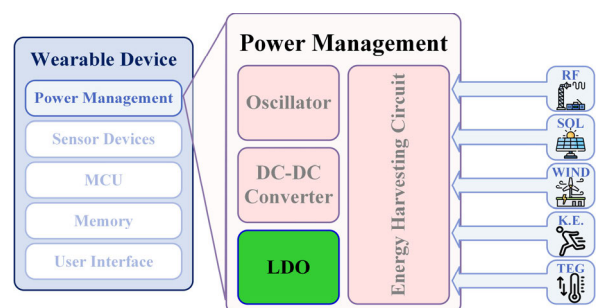 Wearable Device
Power Management
Sensor Devices
MCU
Memory
User Interface
Power Management
Oscillator
DC-DC
Converter
LDO
Energy Harvesting Circuit
RF
SOL
WIND
K.E.
TEG